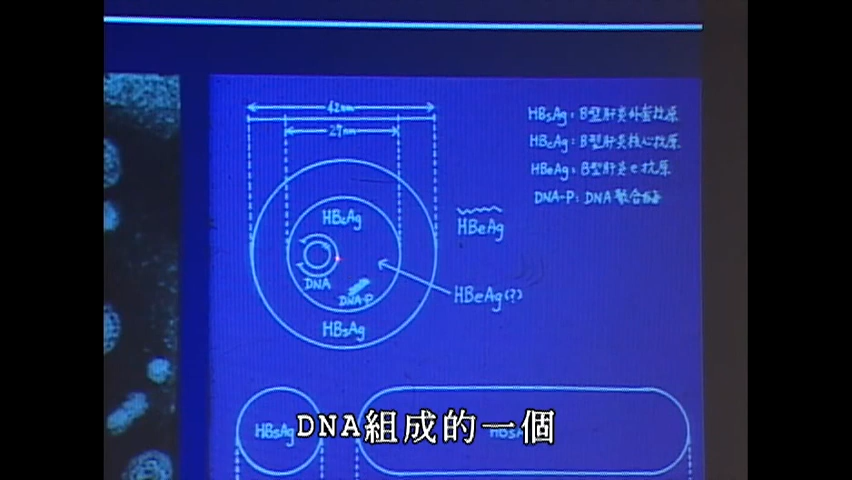 42nm
27nm
HBsAg: B型肝炎外套抗原
HBcAg: B型肝炎核心抗原
HBeAg: B型肝炎e抗原
DNA-P: DNA聚合酶
HBcAg
HBeAg
DNA
DNA-P
HBeAg(?)
HBsAg
HBsAg
HBsAg
DNA組成的一個